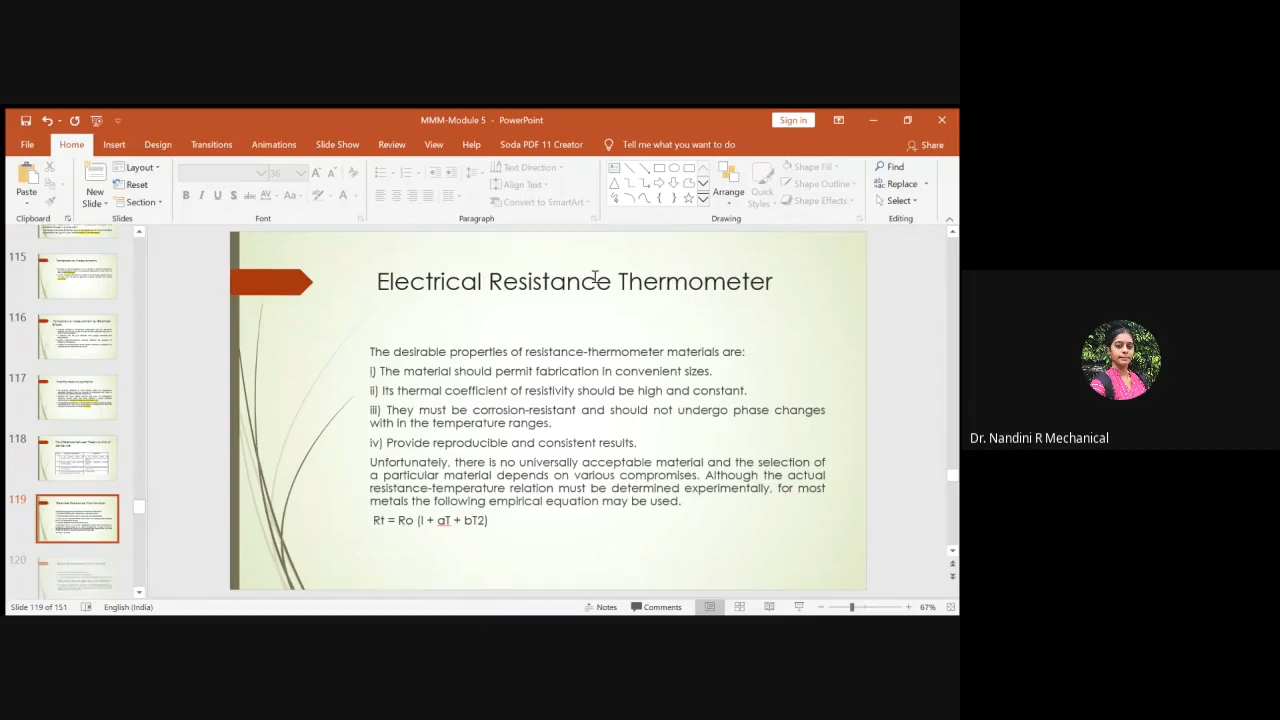 MMM-Module 5 - PowerPoint
Sign in
File Home Insert Design Transitions Animations Slide Show Review View Help Soda PDF 11 Creator Tell me what you want to do Share
Paste
Clipboard
New
Slide
Layout
Reset
Section
Slides
36
B I U S abc AV Aa A
Font
Text Direction
Align Text
Convert to SmartArt
Paragraph
Arrange
Quick
Styles
Shape Fill
Shape Outline
Shape Effects
Drawing
Find
Replace
Select
Editing
115
116
117
118
119
120
Electrical Resistance Thermometer
The desirable properties of resistance-thermometer materials are:
i) The material should permit fabrication in convenient sizes.
ii) Its thermal coefficient of resistivity should be high and constant.
iii) They must be corrosion-resistant and should not undergo phase changes
with in the temperature ranges.
iv) Provide reproducible and consistent results.
Unfortunately, there is no universally acceptable material and the selection of
a particular material depends on various compromises. Although the actual
resistance-temperature relation must be determined experimentally, for most
metals the following empirical equation may be used.
Rt = Ro (I + aT + bT2)
Dr. Nandini R Mechanical
Slide 119 of 151 English (India) Notes Comments 67%